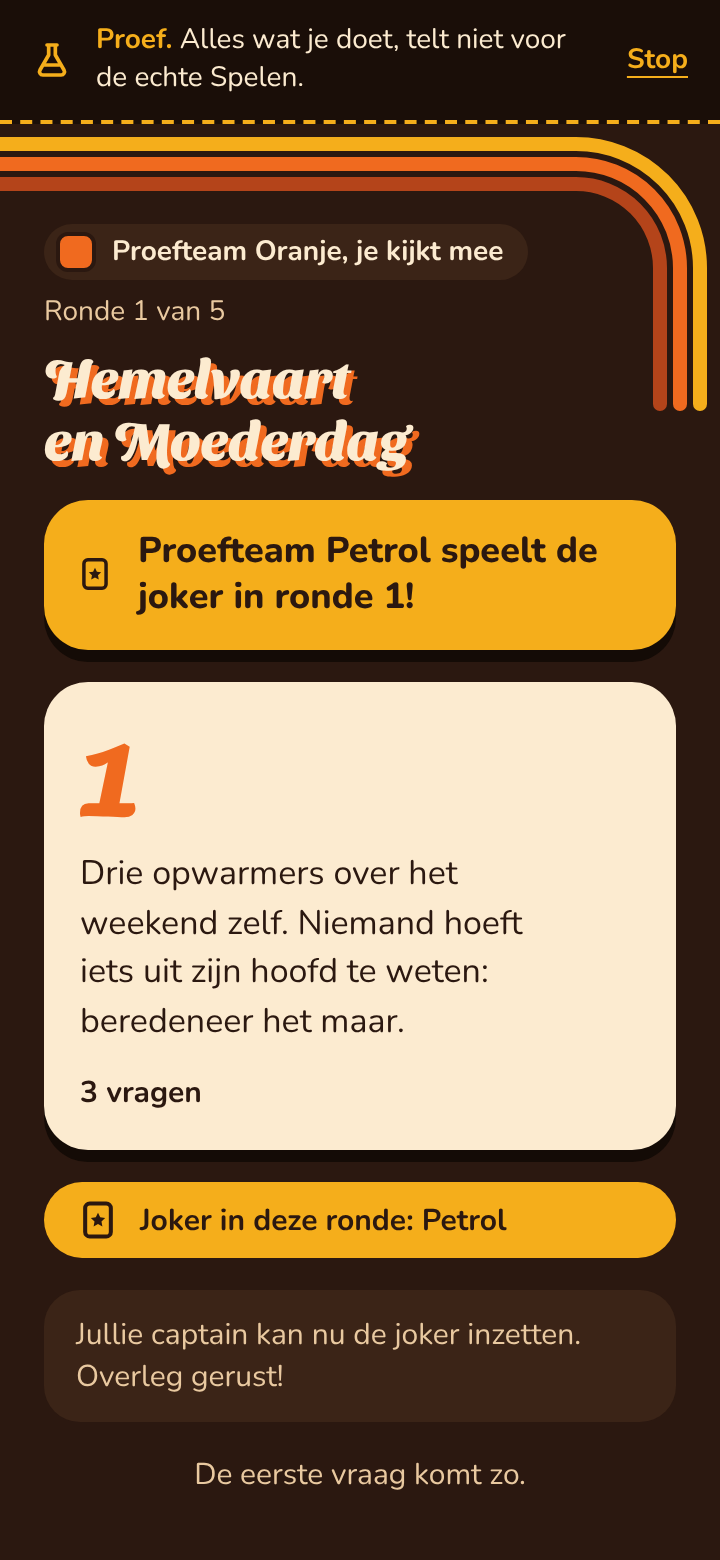 Proef. Alles wat je doet, telt niet voor
de echte Spelen.
Stop
Proefteam Oranje, je kijkt mee
Ronde 1 van 5
Hemelvaart
en Moederdag
Proefteam Petrol speelt de
joker in ronde 1!
1
Drie opwarmers over het
weekend zelf. Niemand hoeft
iets uit zijn hoofd te weten:
beredeneer het maar.
3 vragen
Joker in deze ronde: Petrol
Jullie captain kan nu de joker inzetten.
Overleg gerust!
De eerste vraag komt zo.